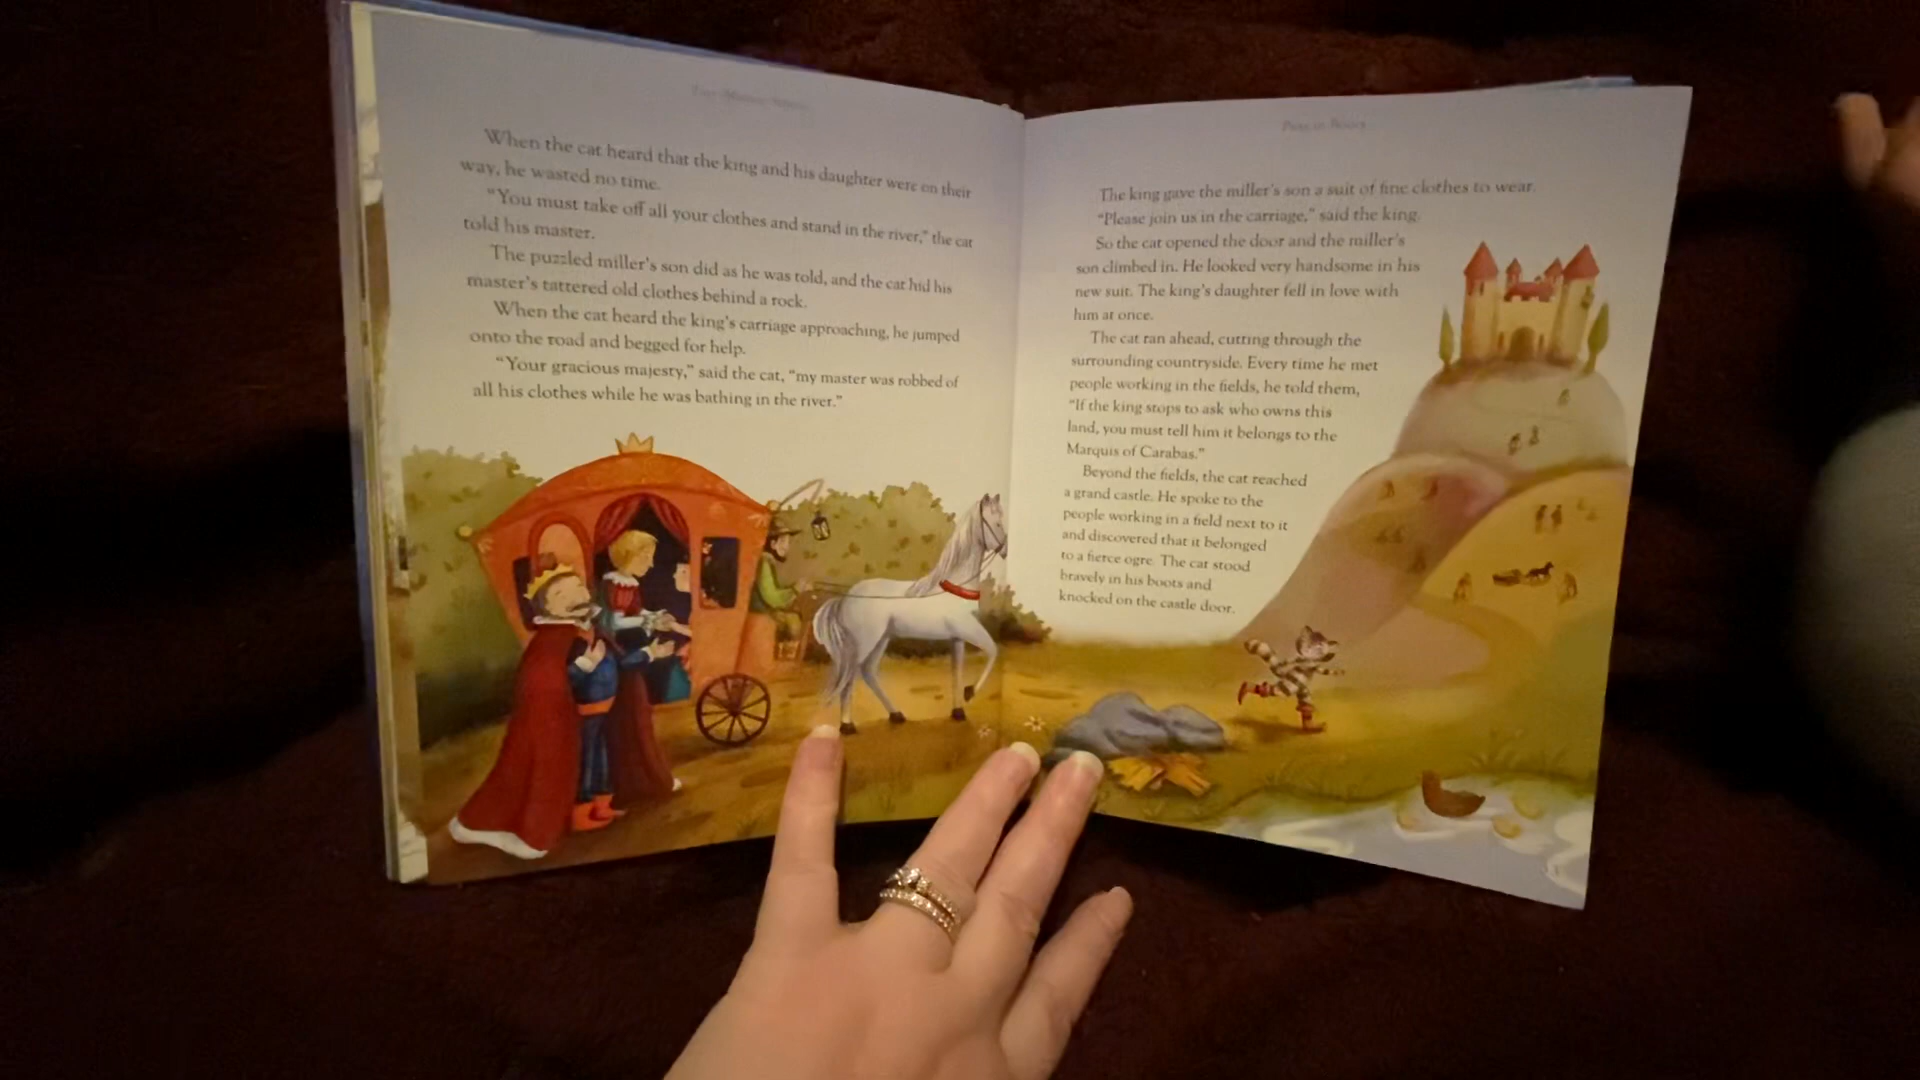 When the cat heard that the king and his daughter were on their
way, he wasted no time.
"You must take off all your clothes and stand in the river," the cat
told his master.
The puzzled miller's son did as he was told, and the cat hid his
master's tattered old clothes behind a rock.
When the cat heard the king's carriage approaching, he jumped
onto the road and begged for help.
"Your gracious majesty," said the cat, "my master was robbed of
all his clothes while he was bathing in the river."
Puss in Boots
The king gave the miller's son a suit of fine clothes to wear.
"Please join us in the carriage," said the king.
So the cat opened the door and the miller's
son climbed in. He looked very handsome in his
new suit. The king's daughter fell in love with
him at once.
The cat ran ahead, cutting through the
surrounding countryside. Every time he met
people working in the fields, he told them,
"If the king stops to ask who owns this
land, you must tell him it belongs to the
Marquis of Carabas."
Beyond the fields, the cat reached
a grand castle. He spoke to the
people working in a field next to it
and discovered that it belonged
to a fierce ogre. The cat stood
bravely in his boots and
knocked on the castle door.